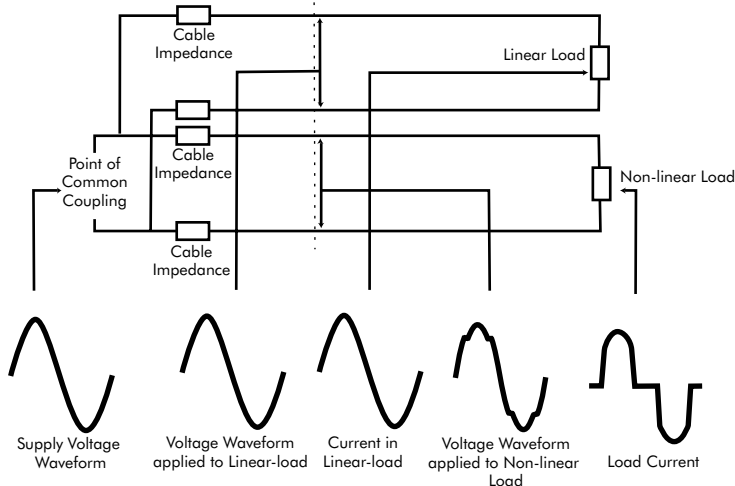 Cable
Impedance
Linear Load
Cable
Impedance
Point of
Common
Coupling
Non-linear Load
Cable
Impedance
Supply Voltage
Waveform
Voltage Waveform
applied to Linear-load
Current in
Linear-load
Voltage Waveform
applied to Non-linear
Load
Load Current